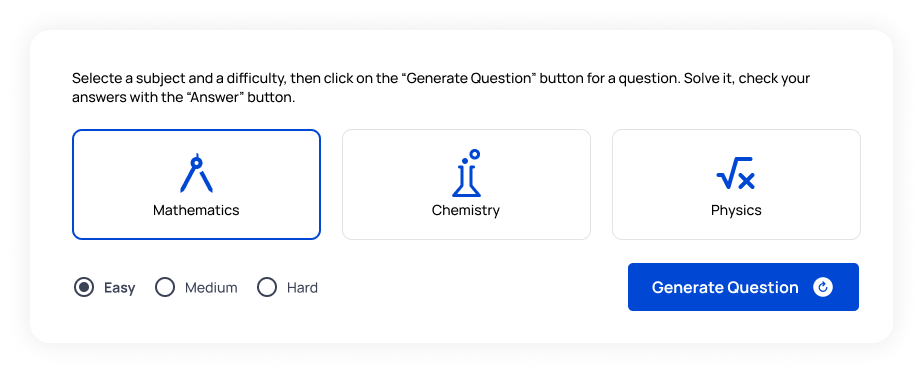 Selecte a subject and a difficulty, then click on the “Generate Question” button for a question. Solve it, check your
answers with the “Answer” button.
Mathematics
Chemistry
Physics
Easy
Medium
Hard
Generate Question